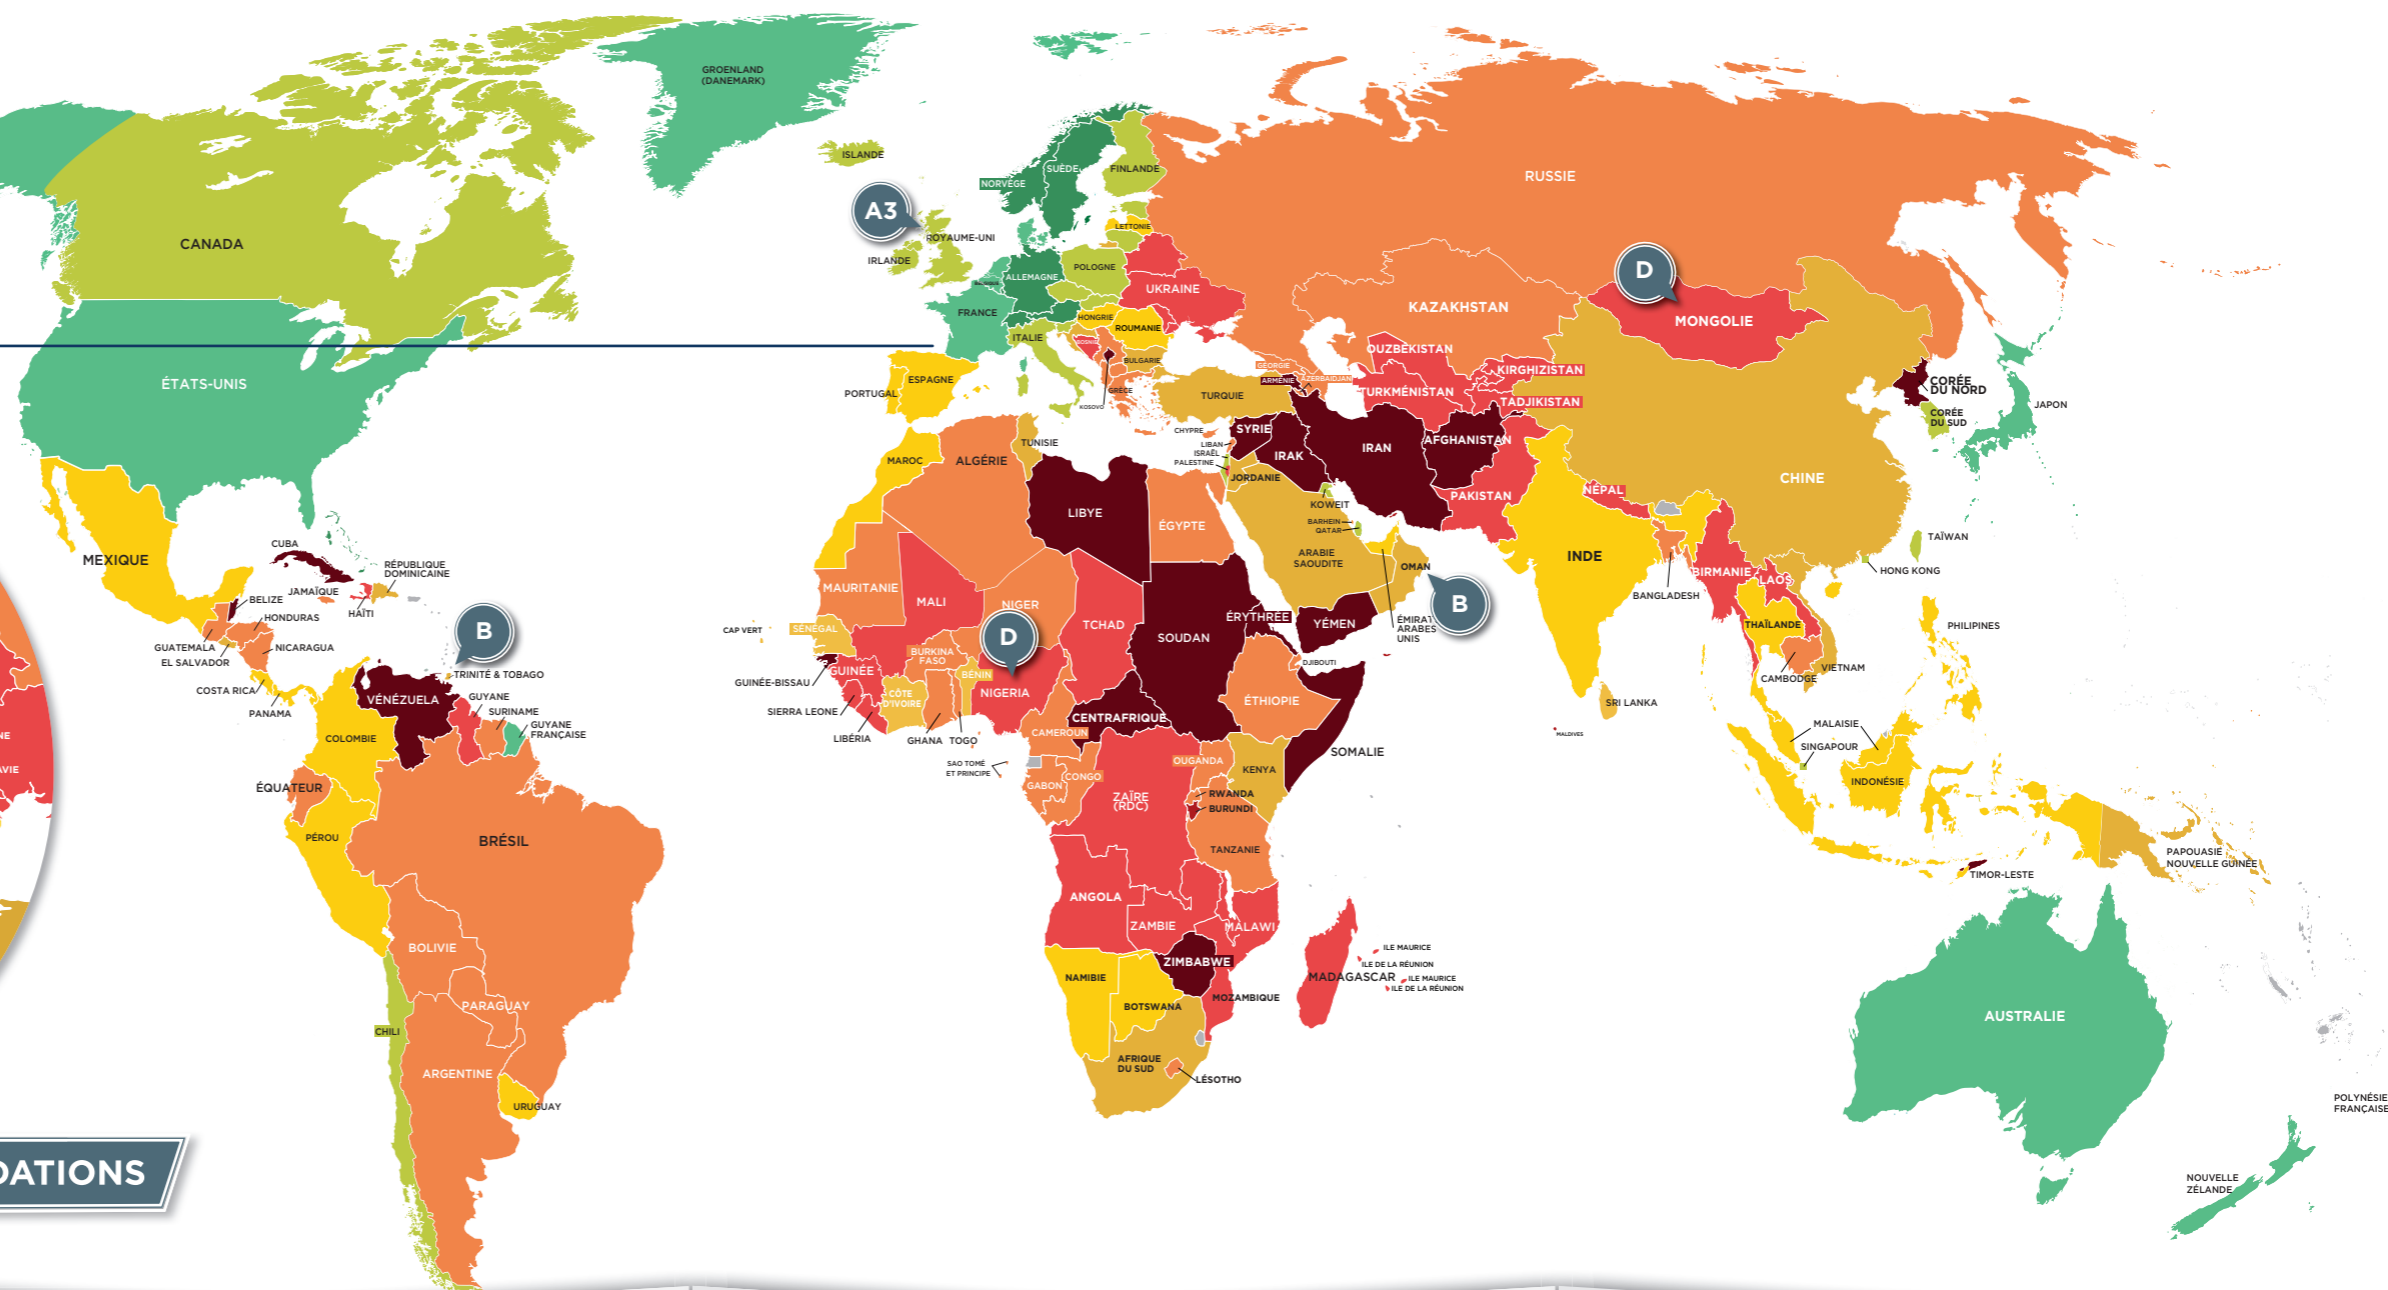 GROENLAND
(DANEMARK)
ISLANDE
NORVÈGE
SUÈDE
FINLANDE
RUSSIE
A3
CANADA
ROYAUME-UNI
IRLANDE
LETTONIE
POLOGNE
ALLEMAGNE
UKRAINE
FRANCE
HONGRIE
ROUMANIE
ITALIE
BULGARIE
KAZAKHSTAN
D
MONGOLIE
OUZBÉKISTAN
KIRGHIZISTAN
TURKMÉNISTAN
TADJIKISTAN
GÉORGIE
ARMÉNIE
AZERBAIDJAN
ÉTATS-UNIS
PORTUGAL
ESPAGNE
GRÈCE
KOSOVO
TURQUIE
CORÉE
DU NORD
CORÉE
DU SUD
JAPON
MAROC
ALGÉRIE
TUNISIE
CHYPRE
LIBAN
ISRAËL
PALESTINE
SYRIE
IRAK
IRAN
AFGHANISTAN
JORDANIE
KOWEIT
BARHEIN
QATAR
PAKISTAN
NÉPAL
CHINE
LIBYE
ÉGYPTE
ARABIE
SAOUDITE
OMAN
B
ÉMIRAT
ARABES
UNIS
YÉMEN
INDE
BANGLADESH
BIRMANIE
LAOS
THAÏLANDE
CAMBODGE
VIETNAM
TAÏWAN
HONG KONG
PHILIPINES
SRI LANKA
MALDIVES
MALAISIE
SINGAPOUR
INDONÉSIE
PAPOUASIE
NOUVELLE GUINÉE
TIMOR-LESTE
MEXIQUE
CUBA
RÉPUBLIQUE
DOMINICAINE
JAMAÏQUE
HAÏTI
BELIZE
HONDURAS
GUATEMALA
EL SALVADOR
NICARAGUA
COSTA RICA
PANAMA
B
TRINITÉ & TOBAGO
VÉNÉZUELA
GUYANE
SURINAME
GUYANE
FRANÇAISE
COLOMBIE
ÉQUATEUR
PÉROU
BRÉSIL
BOLIVIE
PARAGUAY
CHILI
ARGENTINE
URUGUAY
CAP VERT
SÉNÉGAL
MAURITANIE
MALI
NIGER
TCHAD
SOUDAN
ÉRYTHRÉE
DJIBOUTI
ÉTHIOPIE
SOMALIE
GUINÉE-BISSAU
GUINÉE
SIERRA LEONE
LIBÉRIA
CÔTE
D'IVOIRE
BURKINA
FASO
GHANA
TOGO
BÉNIN
D
NIGERIA
CAMEROUN
CENTRAFRIQUE
SAO TOMÉ
ET PRINCIPE
GABON
CONGO
ZAÏRE
(RDC)
OUGANDA
KENYA
RWANDA
BURUNDI
TANZANIE
ANGOLA
ZAMBIE
MALAWI
ZIMBABWE
NAMIBIE
BOTSWANA
MOZAMBIQUE
AFRIQUE
DU SUD
LÉSOTHO
MADAGASCAR
ILE MAURICE
ILE DE LA RÉUNION
ILE MAURICE
ILE DE LA RÉUNION
AUSTRALIE
NOUVELLE
ZÉLANDE
POLYNÉSIE
FRANÇAISE
NE
AVIE
DATIONS